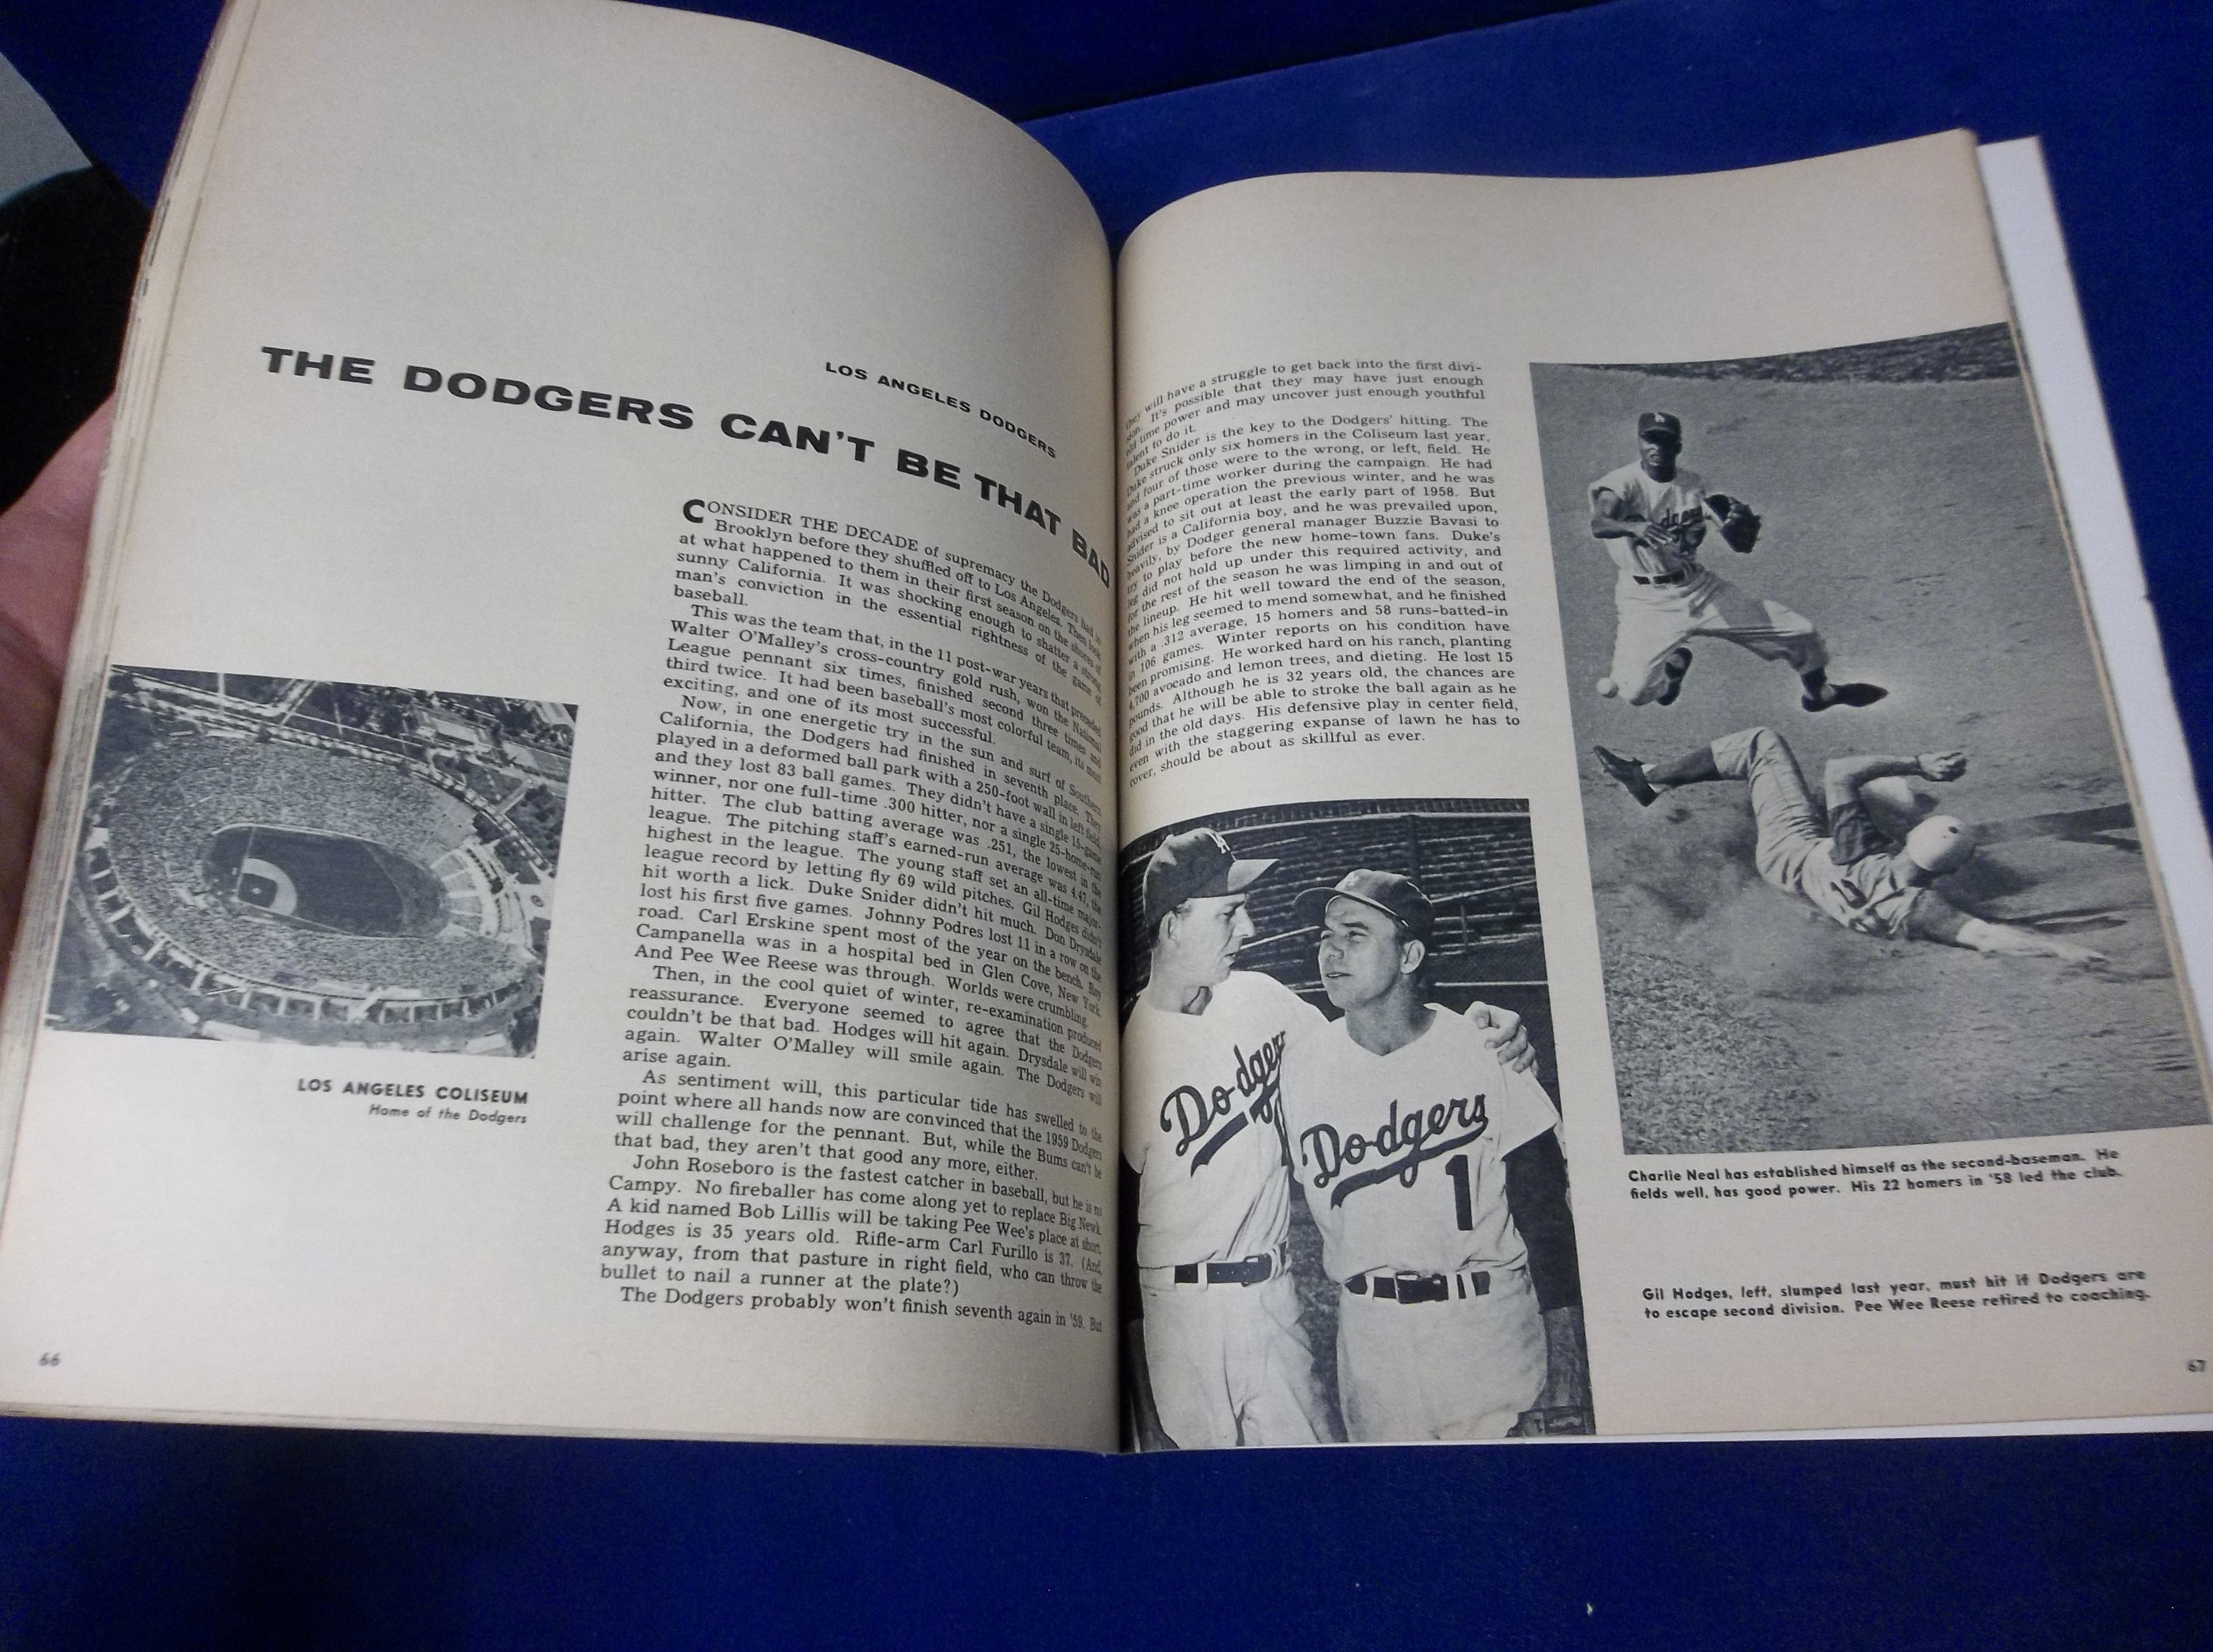 LOS ANGELES DODGERS
THE DODGERS CAN'T BE THAT BAD
CONSIDER THE DECADE of supremacy the Dodgers had in
Brooklyn before they shuffled off to Los Angeles. Then look
at what happened to them in their first season on the shores of
sunny California. It was shocking enough to shatter a strong
man's conviction in the essential rightness of the game of
baseball.
This was the team that, in the 11 post-war years that preceded
Walter O'Malley's cross-country gold rush, won the National
League pennant six times, finished second three times and
third twice. It had been baseball's most colorful team, its most
exciting, and one of its most successful.
Now, in one energetic try in the sun and surf of Southern
California, the Dodgers had finished in seventh place. They
played in a deformed ball park with a 250-foot wall in left field,
and they lost 83 ball games. They didn't have a single 15-game
winner, nor one full-time .300 hitter, nor a single 25-home-run
hitter. The club batting average was .251, the lowest in the
league. The pitching staff's earned-run average was 4.47, the
highest in the league. The young staff set an all-time major-
league record by letting fly 69 wild pitches. Gil Hodges didn't
hit worth a lick. Duke Snider didn't hit much. Don Drysdale
lost his first five games. Johnny Podres lost 11 in a row on the
road. Carl Erskine spent most of the year on the bench. Roy
Campanella was in a hospital bed in Glen Cove, New York.
And Pee Wee Reese was through. Worlds were crumbling.
Then, in the cool quiet of winter, re-examination produced
reassurance. Everyone seemed to agree that the Dodgers
couldn't be that bad. Hodges will hit again. Drysdale will win
again. Walter O'Malley will smile again. The Dodgers will
arise again.
As sentiment will, this particular tide has swelled to the
point where all hands now are convinced that the 1959 Dodgers
will challenge for the pennant. But, while the Bums can't be
that bad, they aren't that good any more, either.
John Roseboro is the fastest catcher in baseball, but he is no
Campy. No fireballer has come along yet to replace Big Newk.
A kid named Bob Lillis will be taking Pee Wee's place at short.
Hodges is 35 years old. Rifle-arm Carl Furillo is 37. (And,
anyway, from that pasture in right field, who can throw the
bullet to nail a runner at the plate?)
The Dodgers probably won't finish seventh again in '59. But
LOS ANGELES COLISEUM
Home of the Dodgers
66
they will have a struggle to get back into the first divi-
sion. It's possible that they may have just enough
old time power and may uncover just enough youthful
talent to do it.
Duke Snider is the key to the Dodgers' hitting. The
Duke struck only six homers in the Coliseum last year,
and four of those were to the wrong, or left, field. He
was a part-time worker during the campaign. He had
had a knee operation the previous winter, and he was
advised to sit out at least the early part of 1958. But
Snider is a California boy, and he was prevailed upon,
heavily, by Dodger general manager Buzzie Bavasi to
try to play before the new home-town fans. Duke's
leg did not hold up under this required activity, and
for the rest of the season he was limping in and out of
the lineup. He hit well toward the end of the season,
when his leg seemed to mend somewhat, and he finished
with a .312 average, 15 homers and 58 runs-batted-in
in 106 games. Winter reports on his condition have
been promising. He worked hard on his ranch, planting
4,700 avocado and lemon trees, and dieting. He lost 15
pounds. Although he is 32 years old, the chances are
good that he will be able to stroke the ball again as he
did in the old days. His defensive play in center field,
even with the staggering expanse of lawn he has to
cover, should be about as skillful as ever.
Dodgers
Dodgers
1
Charlie Neal has established himself as the second-baseman. He
fields well, has good power. His 22 homers in '58 led the club.
Gil Hodges, left, slumped last year, must hit if Dodgers are
to escape second division. Pee Wee Reese retired to coaching.
67